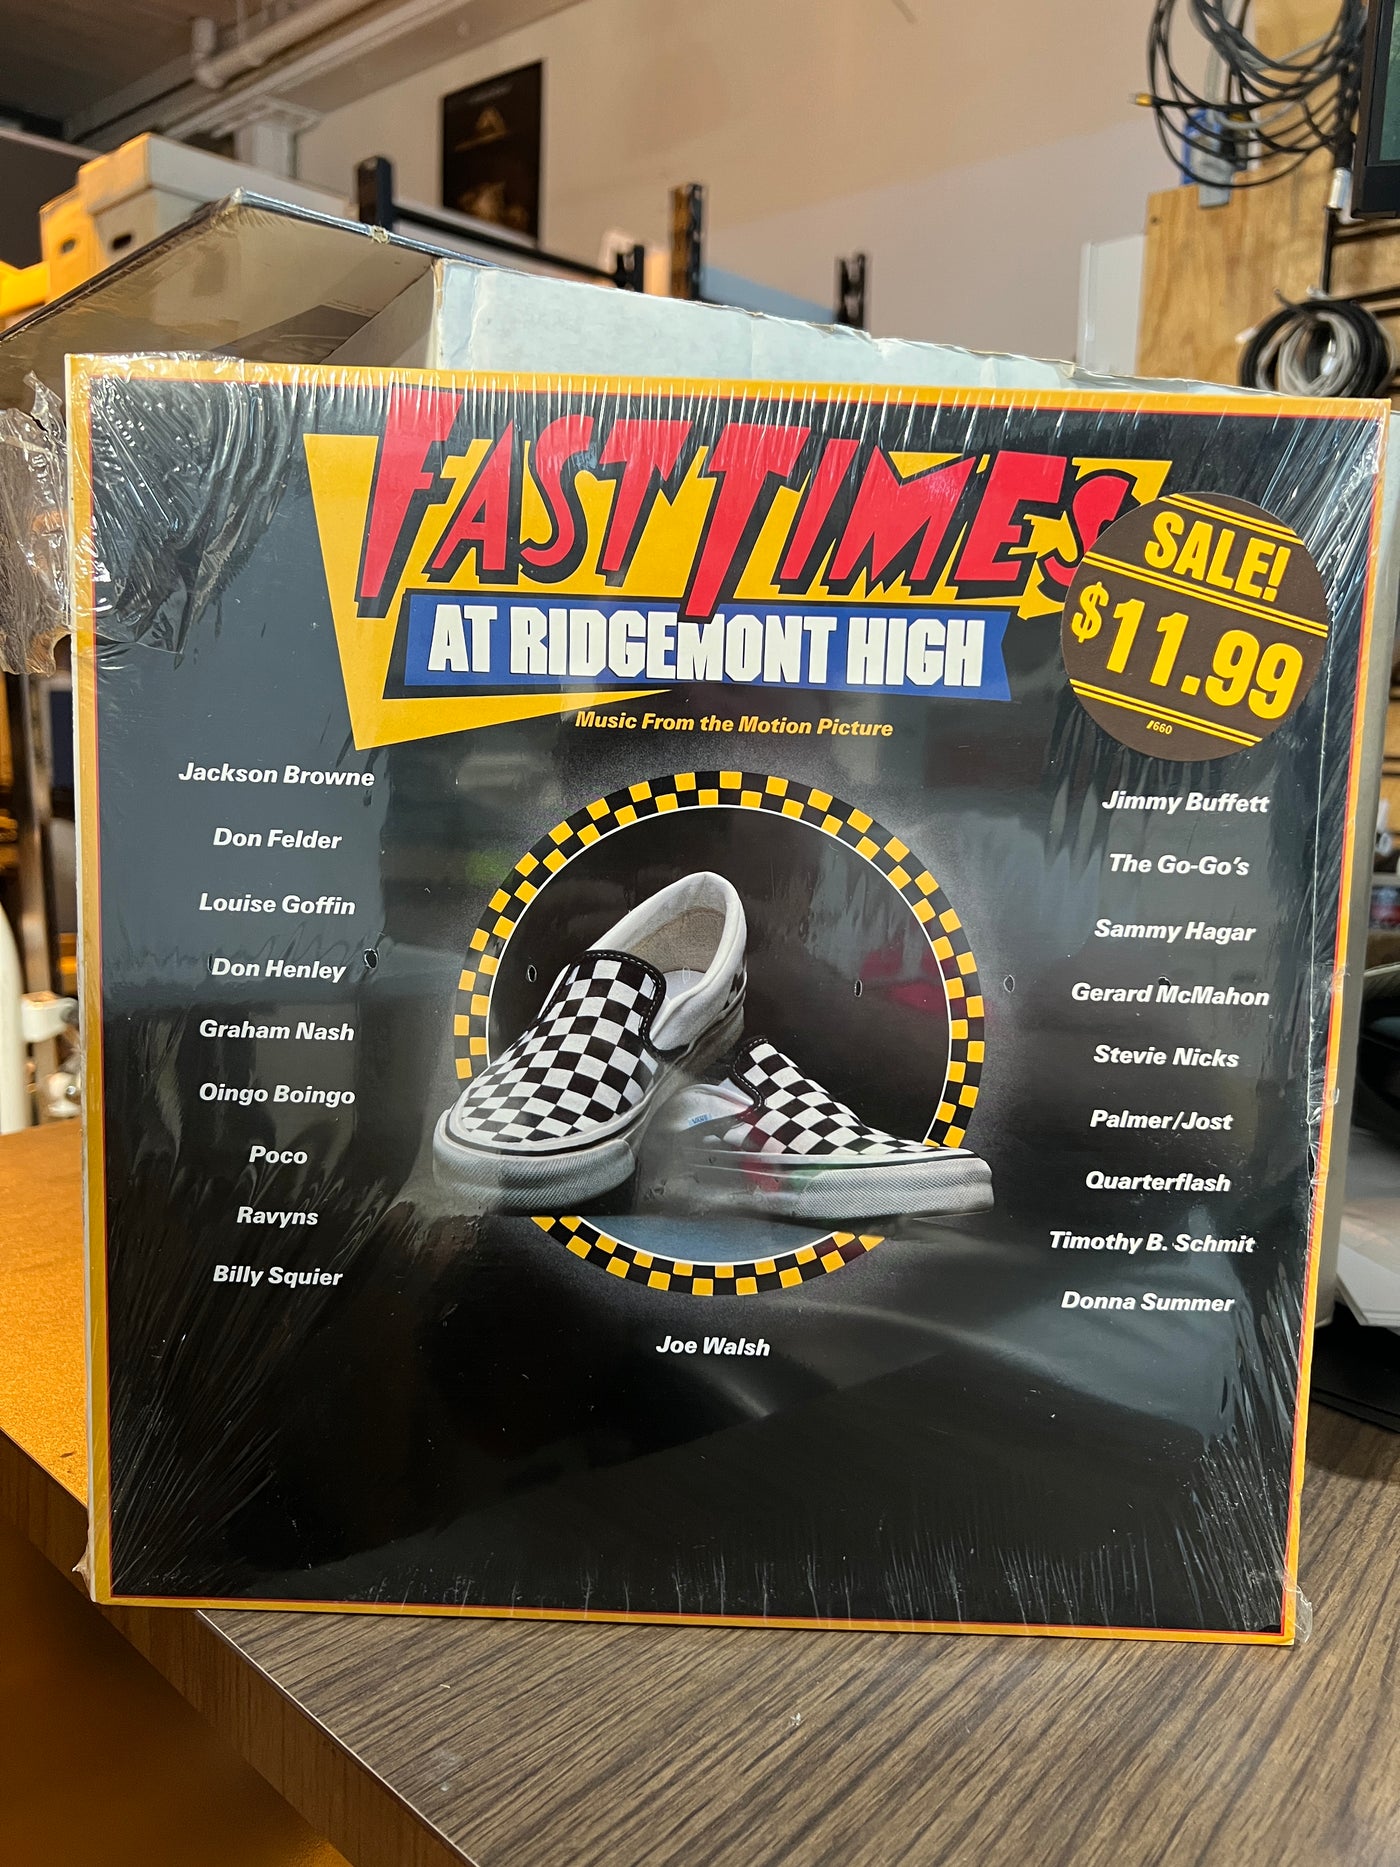 FAST TIMES
AT RIDGEMONT HIGH
Music From the Motion Picture
SALE!
$11.99
Jackson Browne
Don Felder
Louise Goffin
Don Henley
Graham Nash
Oingo Boingo
Poco
Ravyns
Billy Squier
Jimmy Buffett
The Go-Go's
Sammy Hagar
Gerard McMahon
Stevie Nicks
Palmer/Jost
Quarterflash
Timothy B. Schmit
Donna Summer
Joe Walsh
VANS